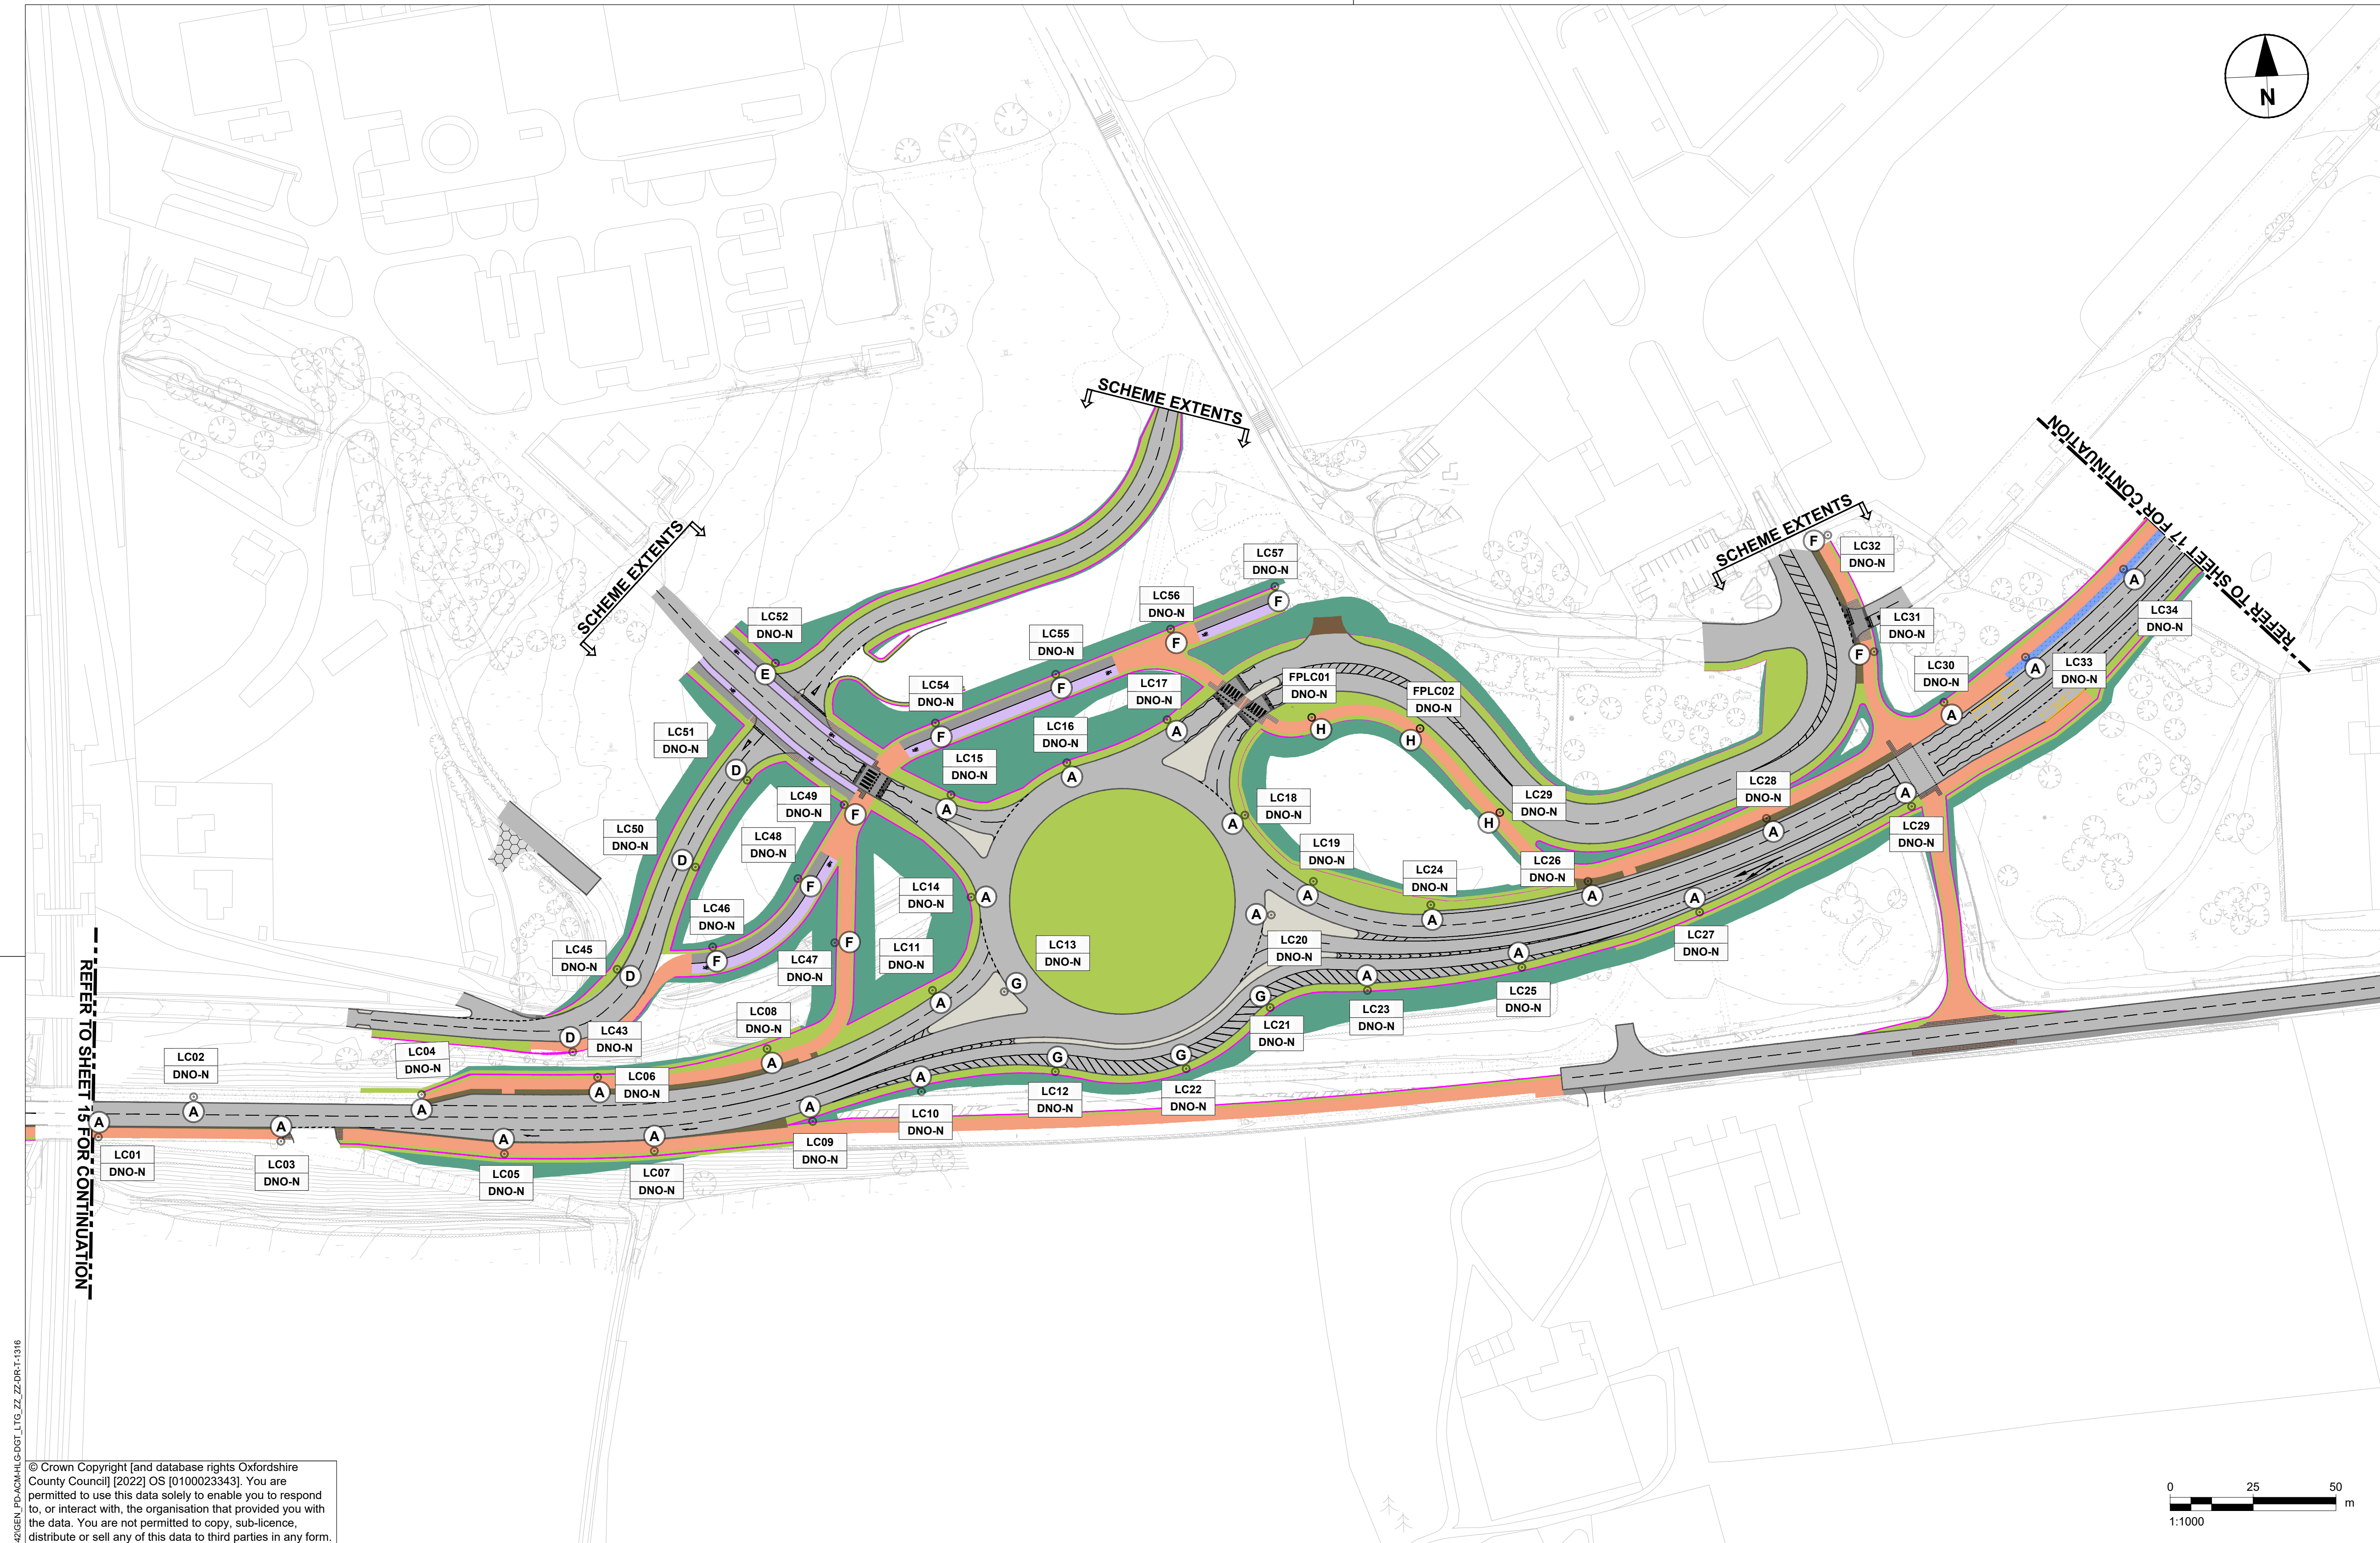 N
SCHEME EXTENTS
REFER TO SHEET 17 FOR CONTINUATION
SCHEME EXTENTS
SCHEME EXTENTS
LC57
DNO-N
F
LC56
DNO-N
F
LC32
DNO-N
F
LC31
DNO-N
F
A
LC34
DNO-N
LC52
DNO-N
E
LC55
DNO-N
F
LC17
DNO-N
A
FPLC01
DNO-N
H
FPLC02
DNO-N
H
LC30
DNO-N
A
LC33
DNO-N
A
LC54
DNO-N
F
LC51
DNO-N
D
LC16
DNO-N
A
LC15
DNO-N
A
LC49
DNO-N
F
LC18
DNO-N
A
LC29
DNO-N
H
LC28
DNO-N
A
A
LC29
DNO-N
LC50
DNO-N
D
LC48
DNO-N
F
LC14
DNO-N
A
LC19
DNO-N
A
LC24
DNO-N
A
LC26
DNO-N
A
A
LC27
DNO-N
LC46
DNO-N
F
LC45
DNO-N
D
LC47
DNO-N
F
LC11
DNO-N
A
LC13
DNO-N
G
A
LC20
DNO-N
A
LC25
DNO-N
A
LC23
DNO-N
G
LC21
DNO-N
LC08
DNO-N
A
D
LC43
DNO-N
LC04
DNO-N
A
LC06
DNO-N
A
LC02
DNO-N
A
A
LC01
DNO-N
A
LC03
DNO-N
A
LC05
DNO-N
A
LC07
DNO-N
A
LC09
DNO-N
A
LC10
DNO-N
G
LC12
DNO-N
G
LC22
DNO-N
REFER TO SHEET 15 FOR CONTINUATION
42\GEN_PD-ACM-HLG-DGT_LTG_ZZ_ZZ-DR-T-1316
© Crown Copyright [and database rights Oxfordshire
County Council] [2022] OS [0100023343]. You are
permitted to use this data solely to enable you to respond
to, or interact with, the organisation that provided you with
the data. You are not permitted to copy, sub-licence,
distribute or sell any of this data to third parties in any form.
0 25 50
m
1:1000